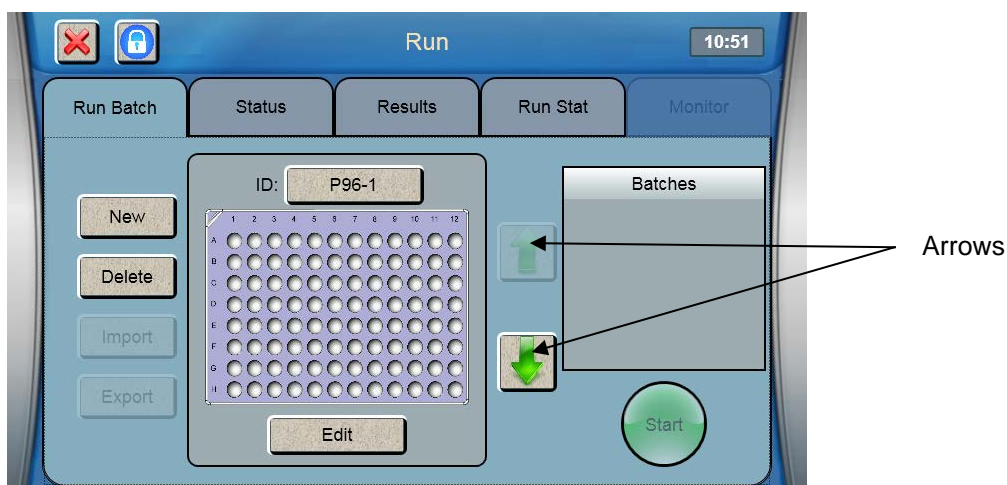 Run
10:51
Run Batch
Status
Results
Run Stat
Monitor
ID: P96-1
Batches
New
1 2 3 4 5 6 7 8 9 10 11 12
A
B
Arrows
Delete
C
D
Import
E
F
G
Export
H
Edit
Start